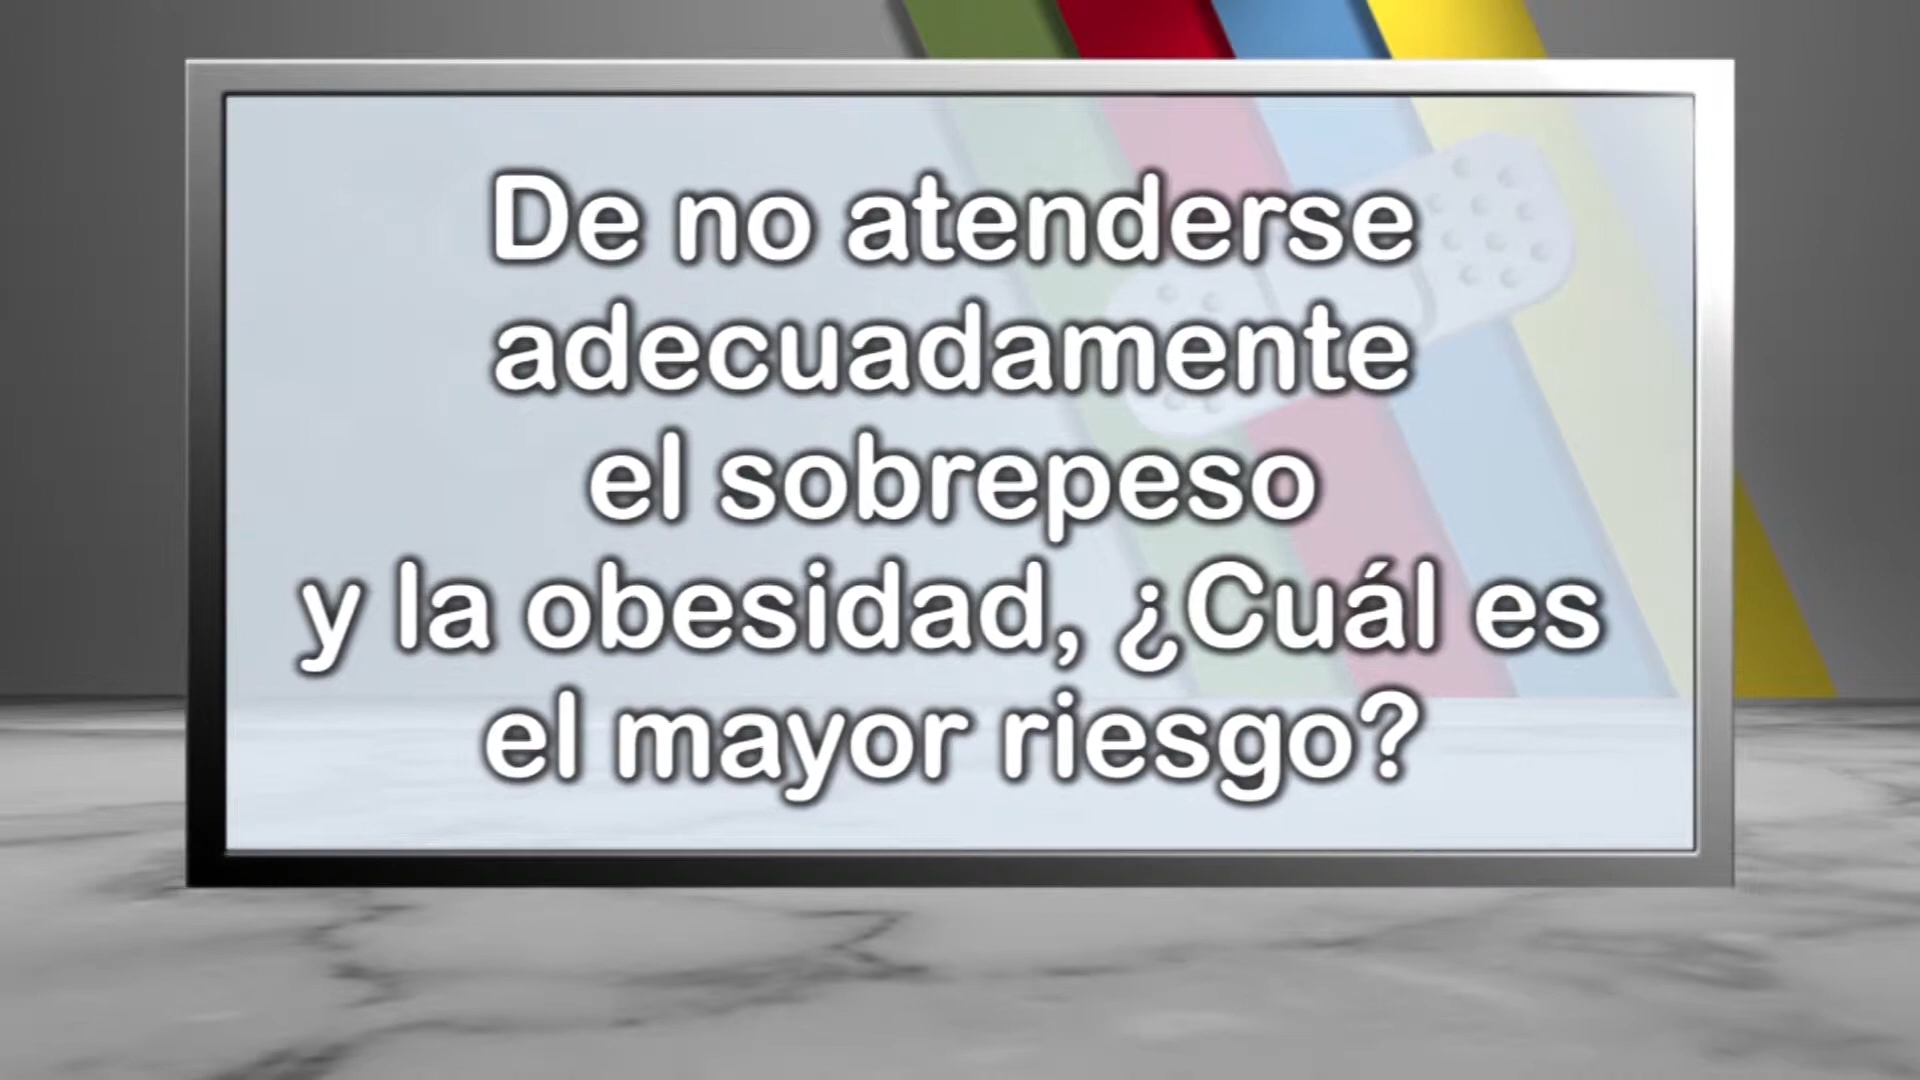 De no atenderse
adecuadamente
el sobrepeso
y la obesidad, ¿Cuál es
el mayor riesgo?